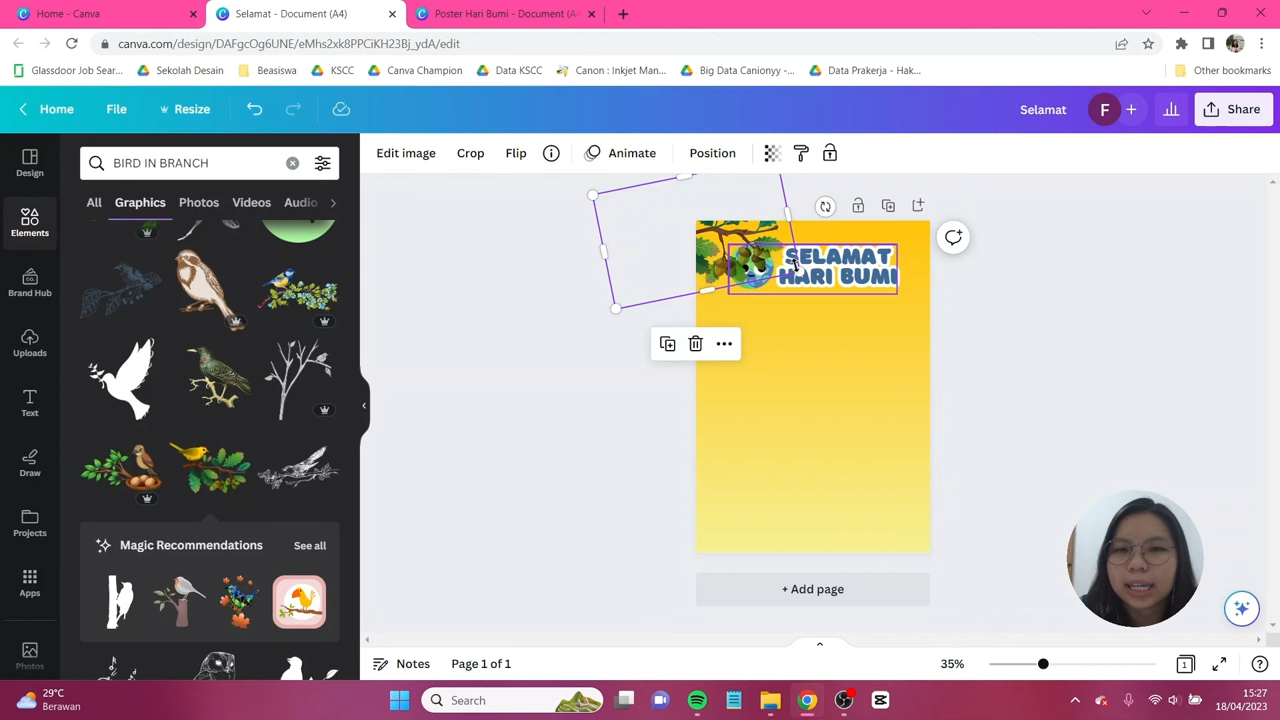 Home - Canva
Selamat - Document (A4)
Poster Hari Bumi - Document (A4
canva.com/design/DAFgcOg6UNE/eMhs2xk8PPCiKH23Bj_ydA/edit
Glassdoor Job Sear...
Sekolah Desain
Beasiswa
KSCC
Canva Champion
Data KSCC
Canon : Inkjet Man...
Big Data Canionyy -...
Data Prakerja - Hak...
Other bookmarks
Home
File
Resize
Selamat
F
Share
Design
BIRD IN BRANCH
Edit image
Crop
Flip
Animate
Position
Elements
All
Graphics
Photos
Videos
Audio
SELAMAT
HARI BUMI
Brand Hub
Uploads
Text
Draw
Projects
Magic Recommendations
See all
Apps
+ Add page
Photos
Notes
Page 1 of 1
35%
1
29°C
Berawan
Search
15:27
18/04/2023